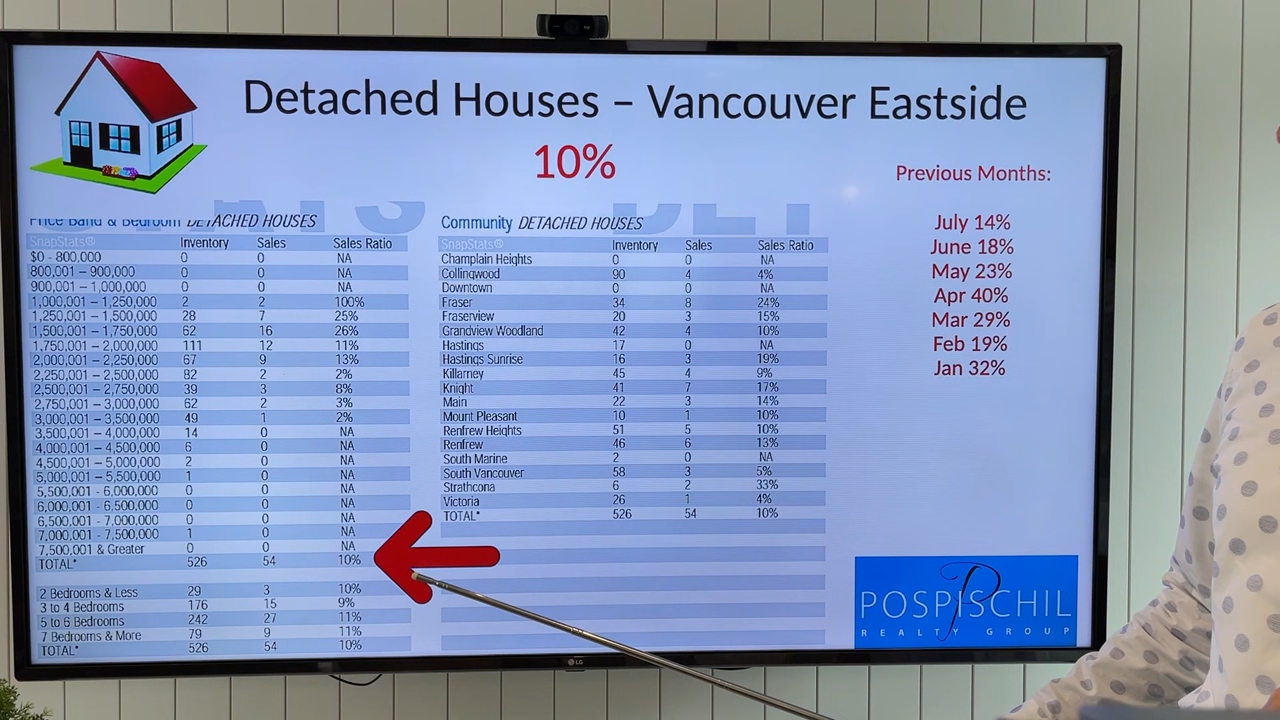 Detached Houses – Vancouver Eastside
10%
Previous Months:
July 14%
June 18%
May 23%
Apr 40%
Mar 29%
Feb 19%
Jan 32%
Price Band & Bedroom DETACHED HOUSES
SnapStats® Inventory Sales Sales Ratio
$0 - 800,000 0 0 NA
800,001 – 900,000 0 0 NA
900,001 – 1,000,000 0 0 NA
1,000,001 – 1,250,000 2 2 100%
1,250,001 – 1,500,000 28 7 25%
1,500,001 – 1,750,000 62 16 26%
1,750,001 – 2,000,000 111 12 11%
2,000,001 – 2,250,000 67 9 13%
2,250,001 – 2,500,000 82 2 2%
2,500,001 – 2,750,000 39 3 8%
2,750,001 – 3,000,000 62 2 3%
3,000,001 – 3,500,000 49 1 2%
3,500,001 – 4,000,000 14 0 NA
4,000,001 – 4,500,000 6 0 NA
4,500,001 – 5,000,000 2 0 NA
5,000,001 – 5,500,000 1 0 NA
5,500,001 - 6,000,000 0 0 NA
6,000,001 - 6,500,000 0 0 NA
6,500,001 - 7,000,000 0 0 NA
7,000,001 - 7,500,000 1 0 NA
7,500,001 & Greater 0 0 NA
TOTAL* 526 54 10%
2 Bedrooms & Less 29 3 10%
3 to 4 Bedrooms 176 15 9%
5 to 6 Bedrooms 242 27 11%
7 Bedrooms & More 79 9 11%
TOTAL* 526 54 10%
Community DETACHED HOUSES
SnapStats® Inventory Sales Sales Ratio
Champlain Heights 0 0 NA
Collingwood 90 4 4%
Downtown 0 0 NA
Fraser 34 8 24%
Fraserview 20 3 15%
Grandview Woodland 42 4 10%
Hastings 17 0 NA
Hastings Sunrise 16 3 19%
Killarney 45 4 9%
Knight 41 7 17%
Main 22 3 14%
Mount Pleasant 10 1 10%
Renfrew Heights 51 5 10%
Renfrew 46 6 13%
South Marine 2 0 NA
South Vancouver 58 3 5%
Strathcona 6 2 33%
Victoria 26 1 4%
TOTAL* 526 54 10%
POSPISCHIL
REALTY GROUP
LG